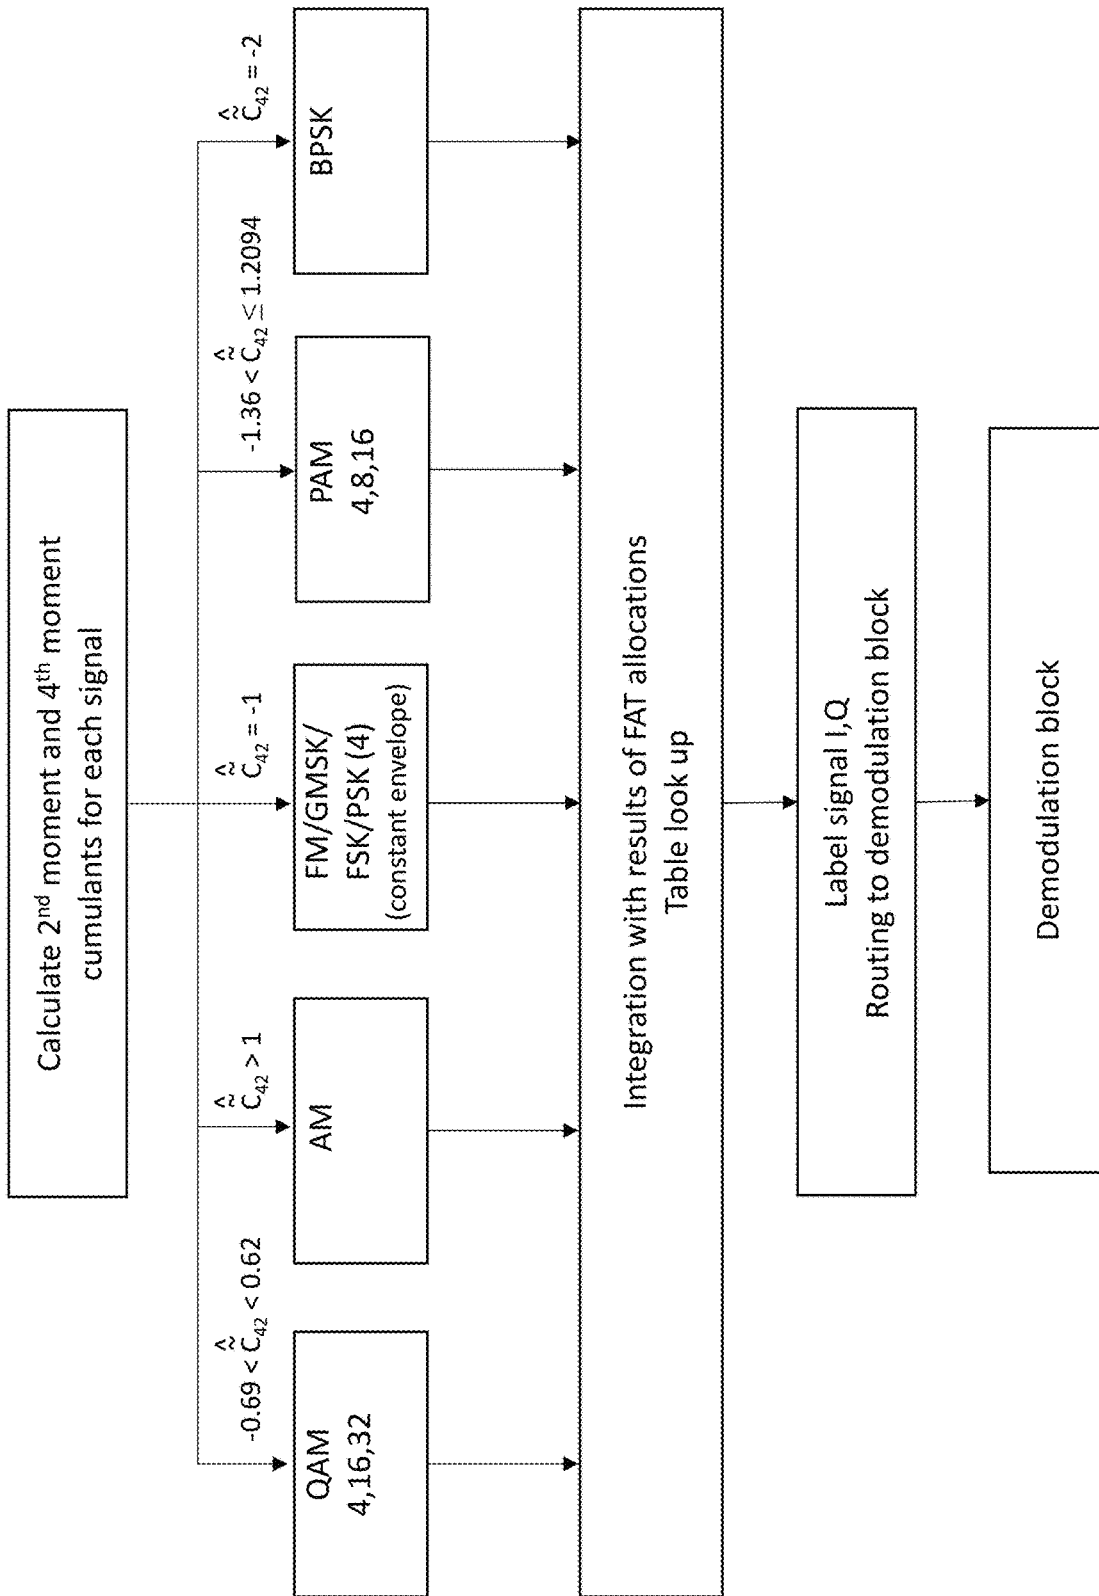 Calculate 2nd moment and 4th moment
cumulants for each signal
-0.69 < C̃̂42 < 0.62
C̃̂42 > 1
C̃̂42 = -1
-1.36 < C̃̂42 ≤ 1.2094
C̃̂42 = -2
QAM
4,16,32
AM
FM/GMSK/
FSK/PSK (4)
(constant envelope)
PAM
4,8,16
BPSK
Integration with results of FAT allocations
Table look up
Label signal I,Q
Routing to demodulation block
Demodulation block